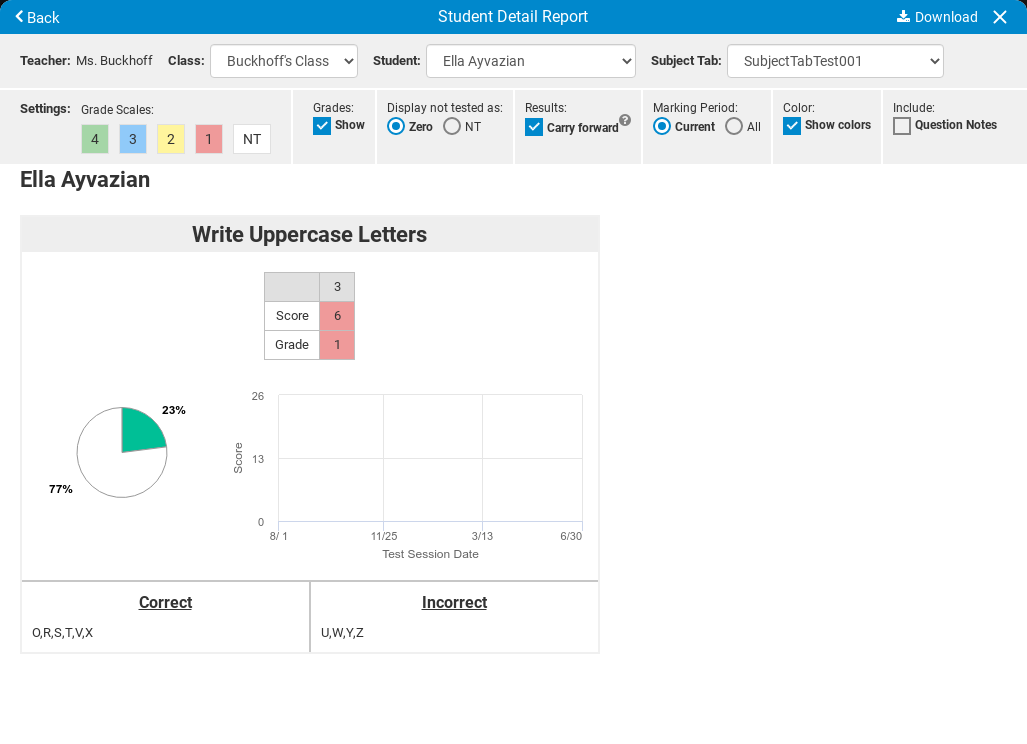 Back
Student Detail Report
Download
Teacher: Ms. Buckhoff Class: Buckhoff's Class Student: Ella Ayvazian Subject Tab: SubjectTabTest001
Settings: Grade Scales:
4 3 2 1 NT
Grades:
Show
Display not tested as:
Zero NT
Results:
Carry forward ?
Marking Period:
Current All
Color:
Show colors
Include:
Question Notes
Ella Ayvazian
Write Uppercase Letters
3
Score 6
Grade 1
23%
77%
26
13
0
Score
8/ 1 11/25 3/13 6/30
Test Session Date
Correct
O,R,S,T,V,X
Incorrect
U,W,Y,Z